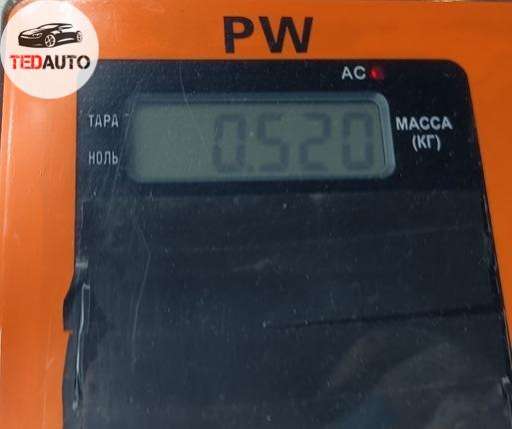 TEDAUTO
PW
AC
ТАРА
0.520
МАССА
(КГ)
НОЛЬ